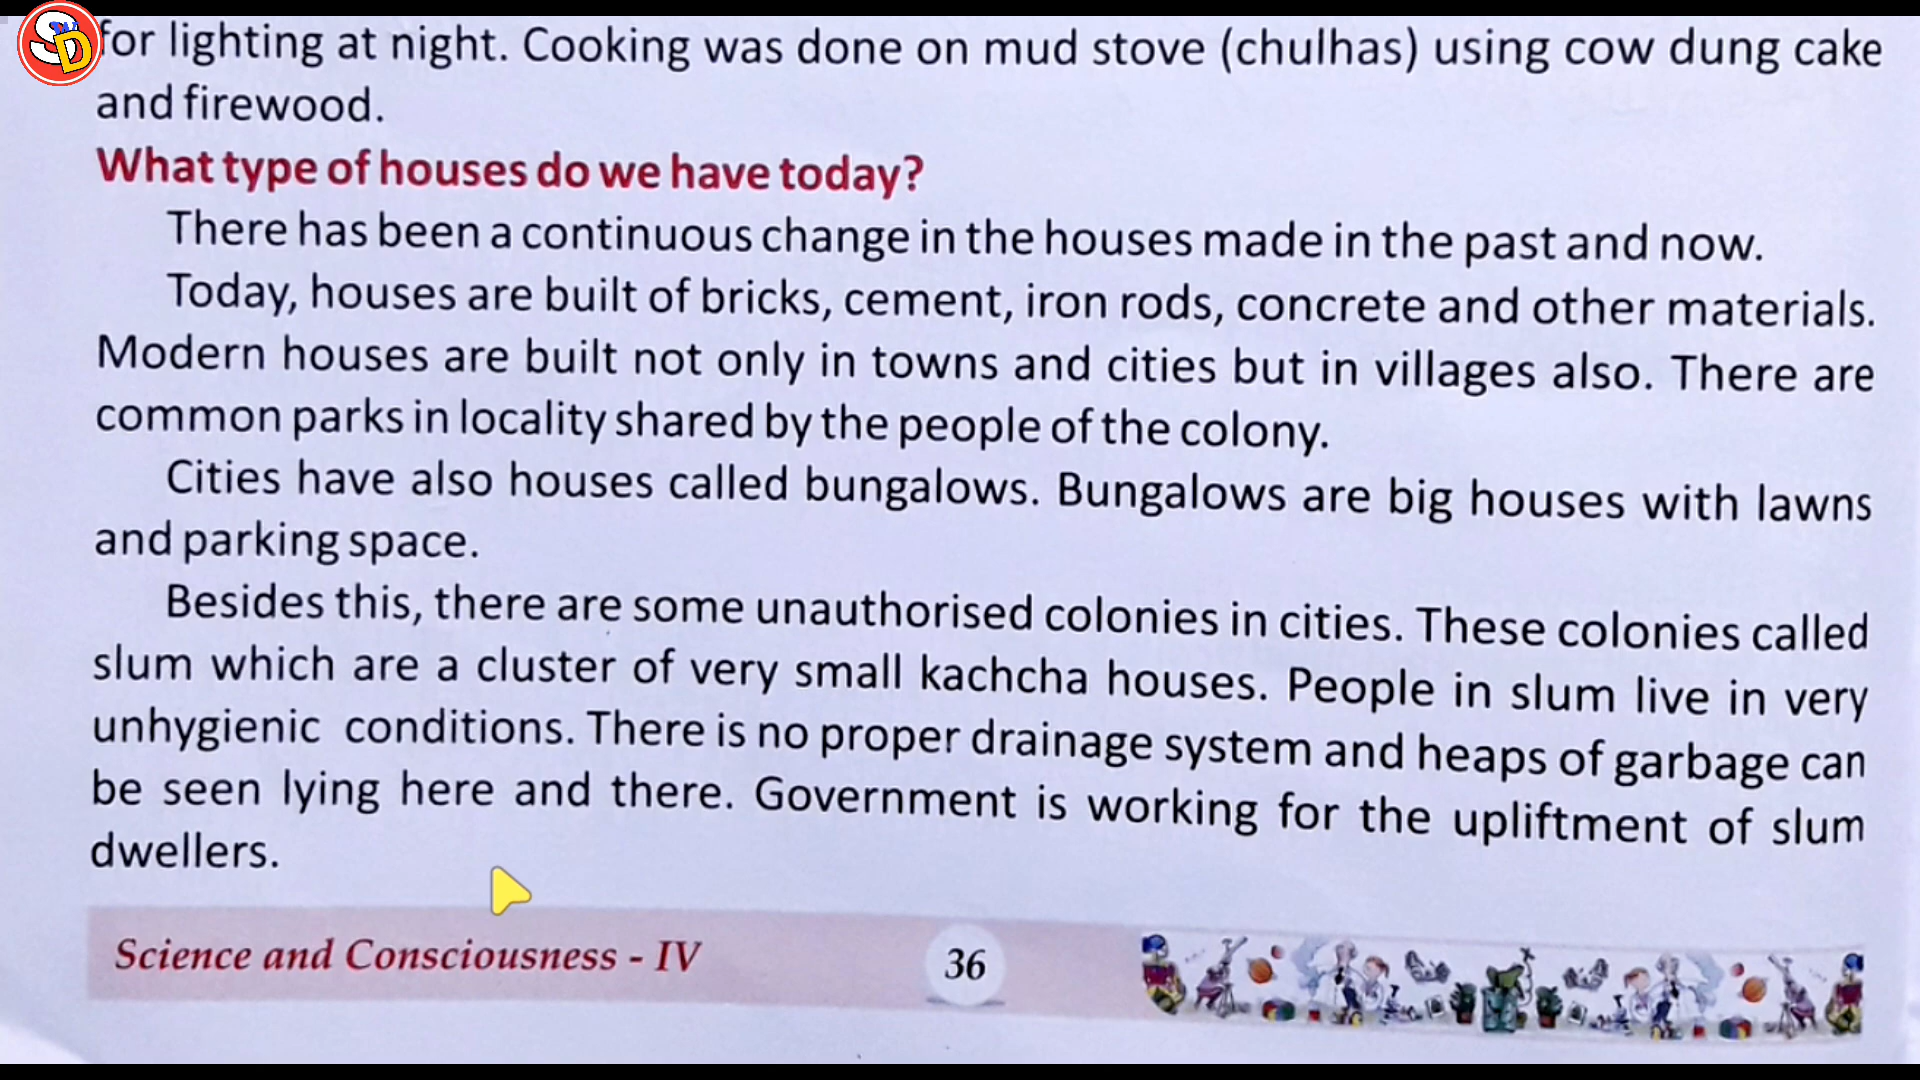 SD
for lighting at night. Cooking was done on mud stove (chulhas) using cow dung cake
and firewood.
What type of houses do we have today?
There has been a continuous change in the houses made in the past and now.
Today, houses are built of bricks, cement, iron rods, concrete and other materials.
Modern houses are built not only in towns and cities but in villages also. There are
common parks in locality shared by the people of the colony.
Cities have also houses called bungalows. Bungalows are big houses with lawns
and parking space.
Besides this, there are some unauthorised colonies in cities. These colonies called
slum which are a cluster of very small kachcha houses. People in slum live in very
unhygienic conditions. There is no proper drainage system and heaps of garbage can
be seen lying here and there. Government is working for the upliftment of slum
dwellers.
Science and Consciousness - IV
36